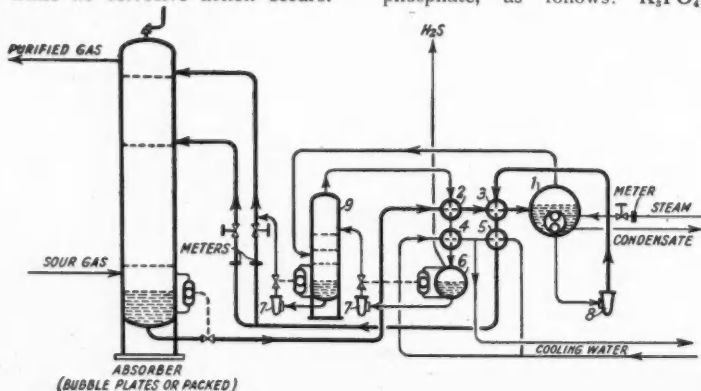 phosphate, as follows: K₃PO₄
H₂S
PURIFIED GAS
METER
STEAM
CONDENSATE
METERS
SOUR GAS
COOLING WATER
ABSORBER
(BUBBLE PLATES OR PACKED)
1
2
3
4
5
6
7
7
8
9